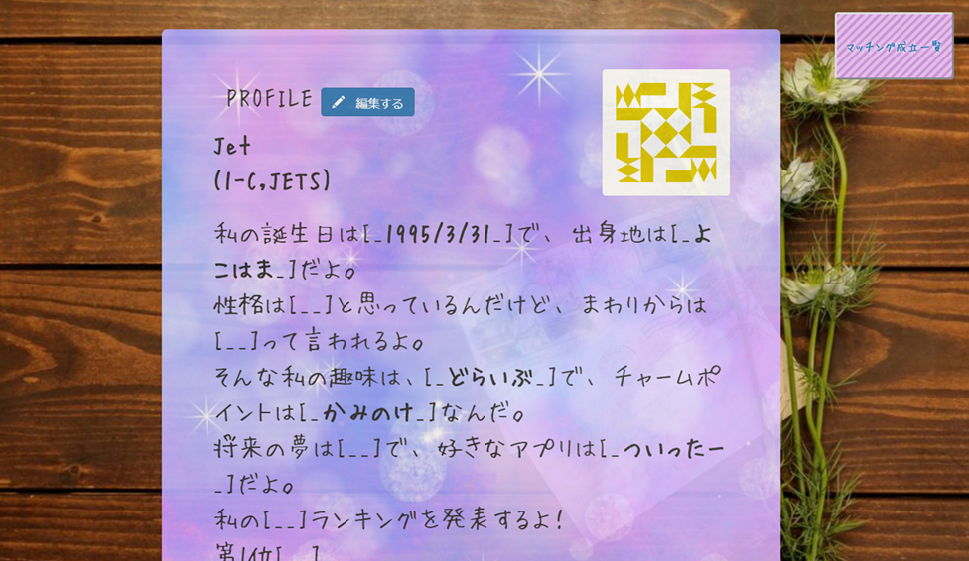 マッチング成立一覧
PROFILE 編集する
Jet
(1-C,JETS)
私の誕生日は[_1995/3/31_]で、 出身地は[_よ
こはま_]だよ。
性格は[__]と思っているんだけど、 まわりからは
[__]って言われるよ。
そんな私の趣味は、[_どらいぶ_]で、 チャームポ
イントは[_かみのけ_]なんだ。
将来の夢は[__]で、好きなアプリは[_ついったー
_]だよ。
私の[__]ランキングを発表するよ!
第1位[__]